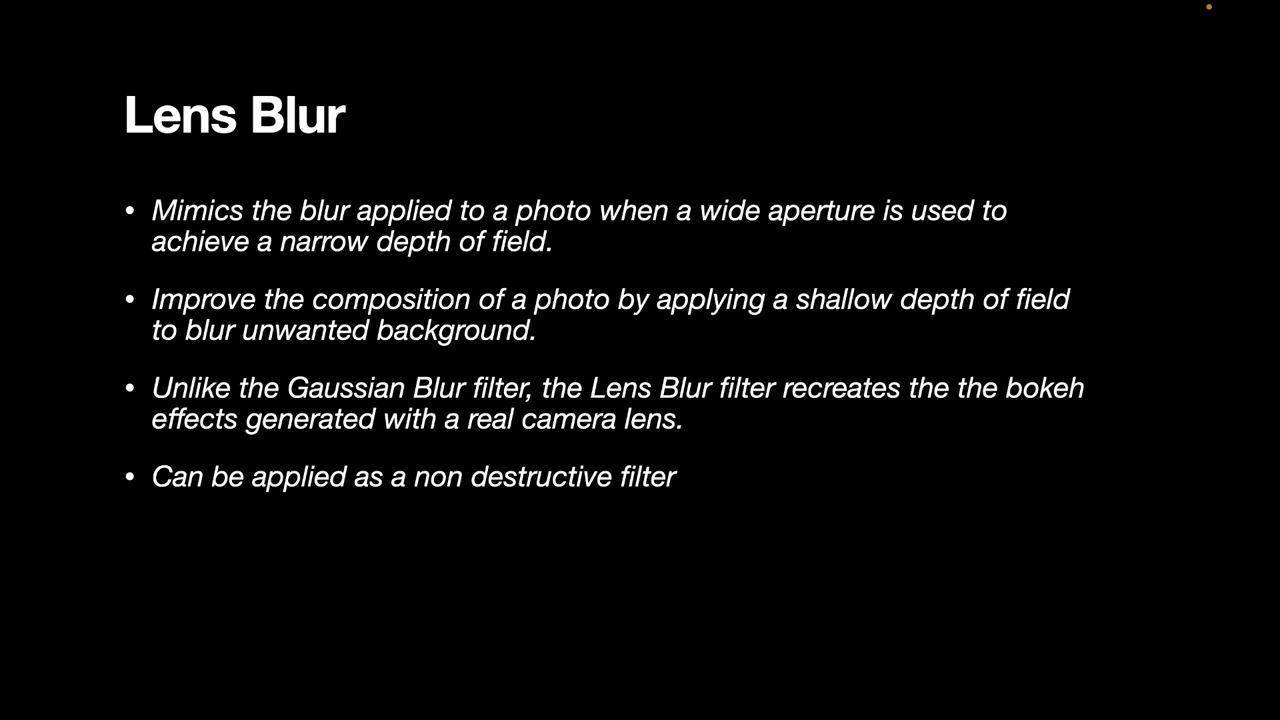 Lens Blur
• Mimics the blur applied to a photo when a wide aperture is used to
achieve a narrow depth of field.
• Improve the composition of a photo by applying a shallow depth of field
to blur unwanted background.
• Unlike the Gaussian Blur filter, the Lens Blur filter recreates the the bokeh
effects generated with a real camera lens.
• Can be applied as a non destructive filter